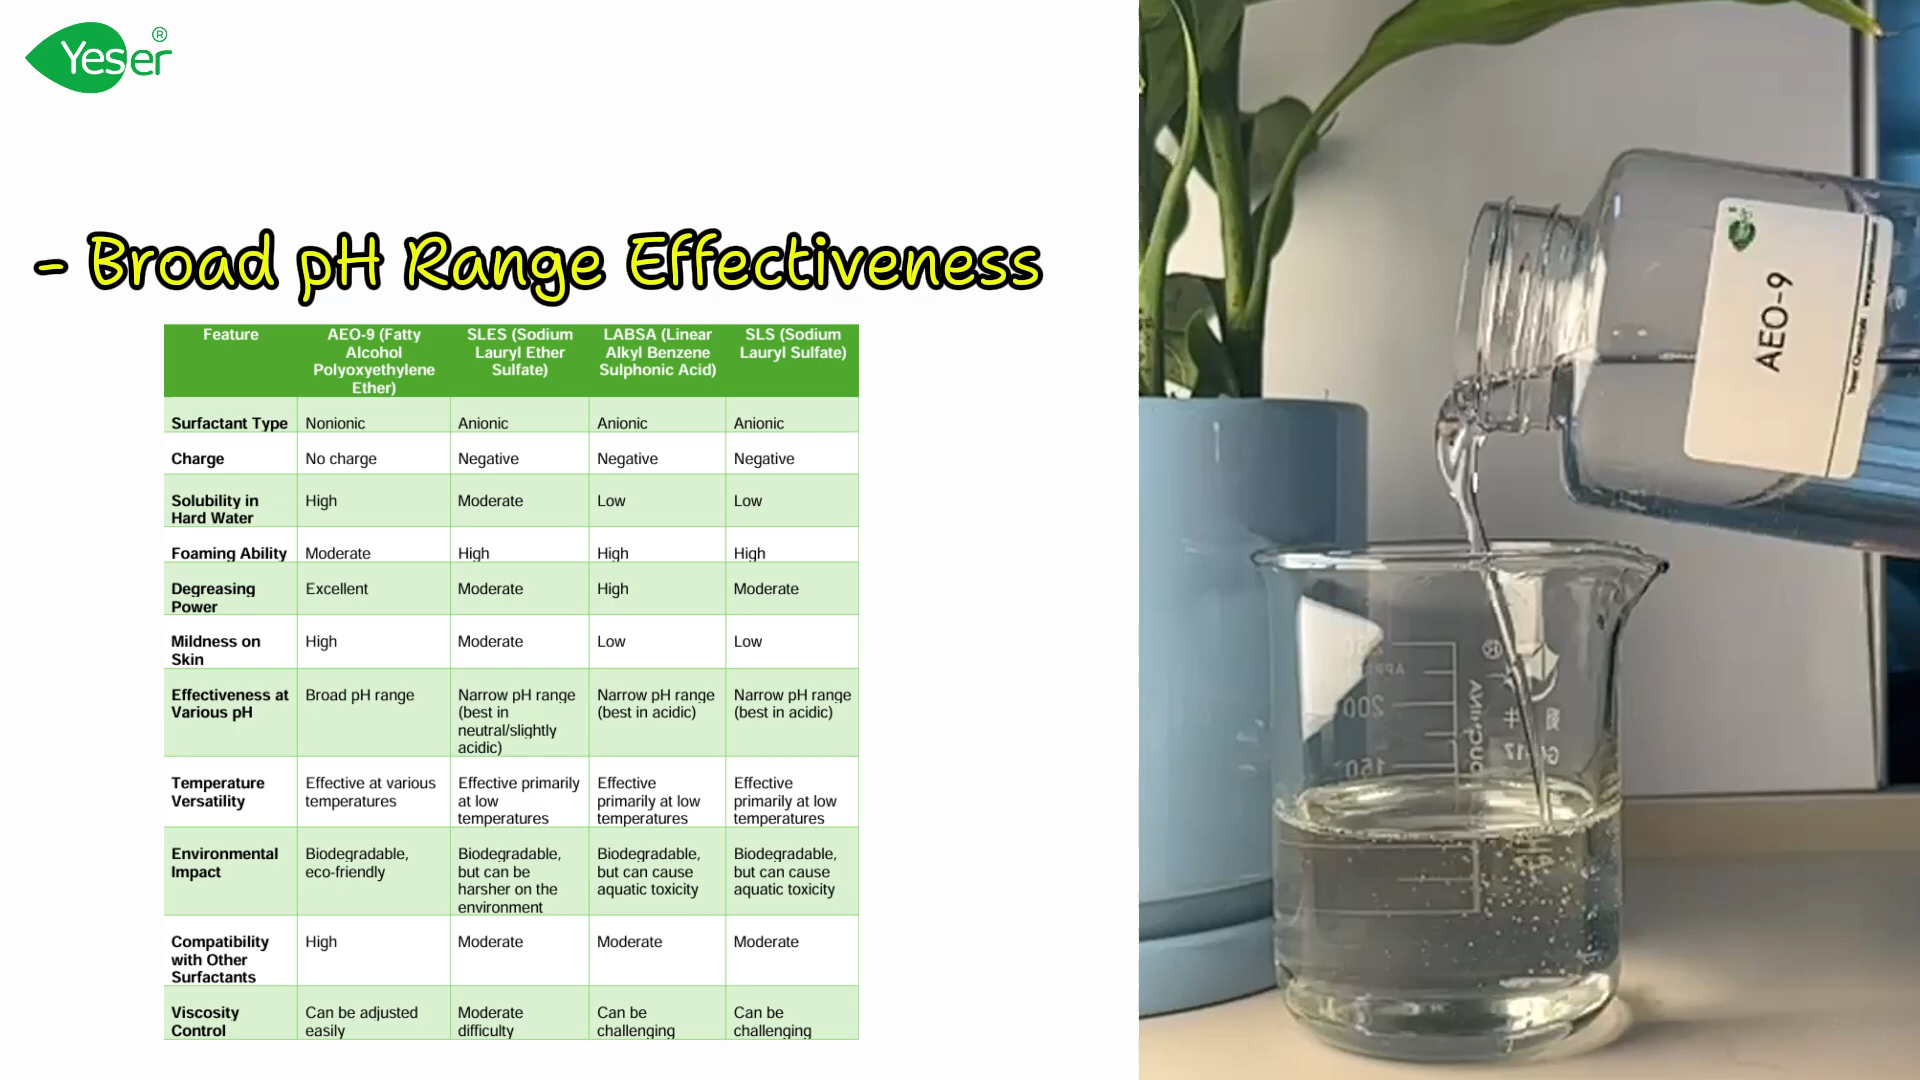 Yeser®
- Broad pH Range Effectiveness
Feature
AEO-9 (Fatty
Alcohol
Polyoxyethylene
Ether)
SLES (Sodium
Lauryl Ether
Sulfate)
LABSA (Linear
Alkyl Benzene
Sulphonic Acid)
SLS (Sodium
Lauryl Sulfate)
Surfactant Type
Nonionic
Anionic
Anionic
Anionic
Charge
No charge
Negative
Negative
Negative
Solubility in
Hard Water
High
Moderate
Low
Low
Foaming Ability
Moderate
High
High
High
Degreasing
Power
Excellent
Moderate
High
Moderate
Mildness on
Skin
High
Moderate
Low
Low
Effectiveness at
Various pH
Broad pH range
Narrow pH range
(best in
neutral/slightly
acidic)
Narrow pH range
(best in acidic)
Narrow pH range
(best in acidic)
Temperature
Versatility
Effective at various
temperatures
Effective primarily
at low
temperatures
Effective
primarily at low
temperatures
Effective
primarily at low
temperatures
Environmental
Impact
Biodegradable,
eco-friendly
Biodegradable,
but can be
harsher on the
environment
Biodegradable,
but can cause
aquatic toxicity
Biodegradable,
but can cause
aquatic toxicity
Compatibility
with Other
Surfactants
High
Moderate
Moderate
Moderate
Viscosity
Control
Can be adjusted
easily
Moderate
difficulty
Can be
challenging
Can be
challenging
AEO-9
Yeser Chemicals
200
150